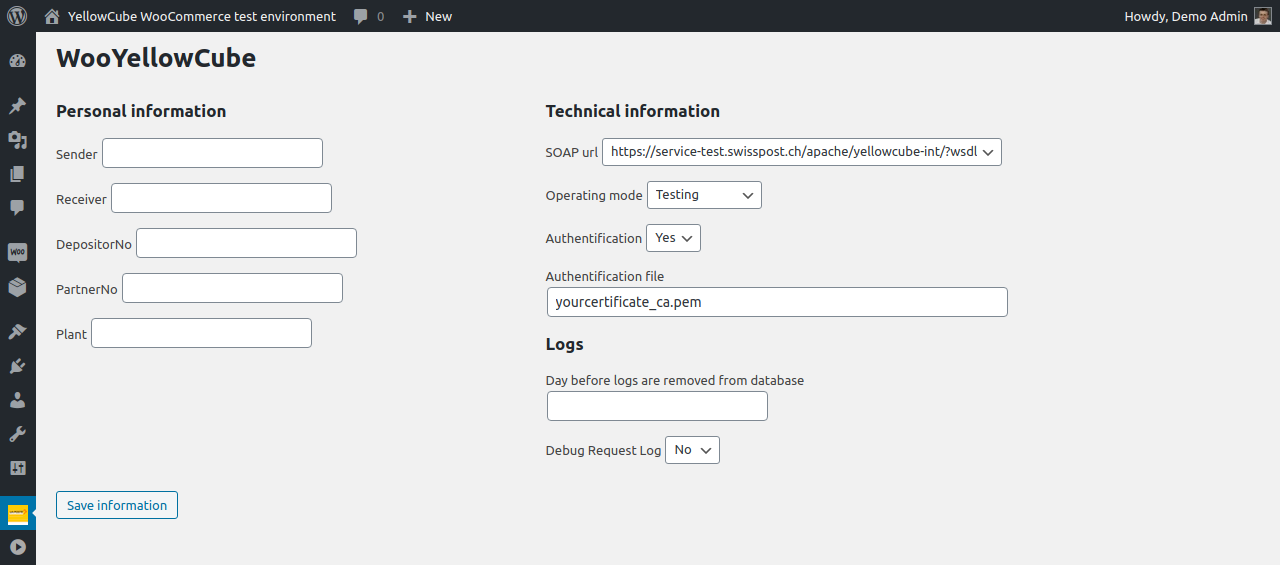 YellowCube WooCommerce test environment 0 New Howdy, Demo Admin
WooYellowCube
Personal information
Sender
Receiver
DepositorNo
PartnerNo
Plant
Technical information
SOAP url https://service-test.swisspost.ch/apache/yellowcube-int/?wsdl
Operating mode Testing
Authentification Yes
Authentification file
yourcertificate_ca.pem
Logs
Day before logs are removed from database
Debug Request Log No
Save information
woo